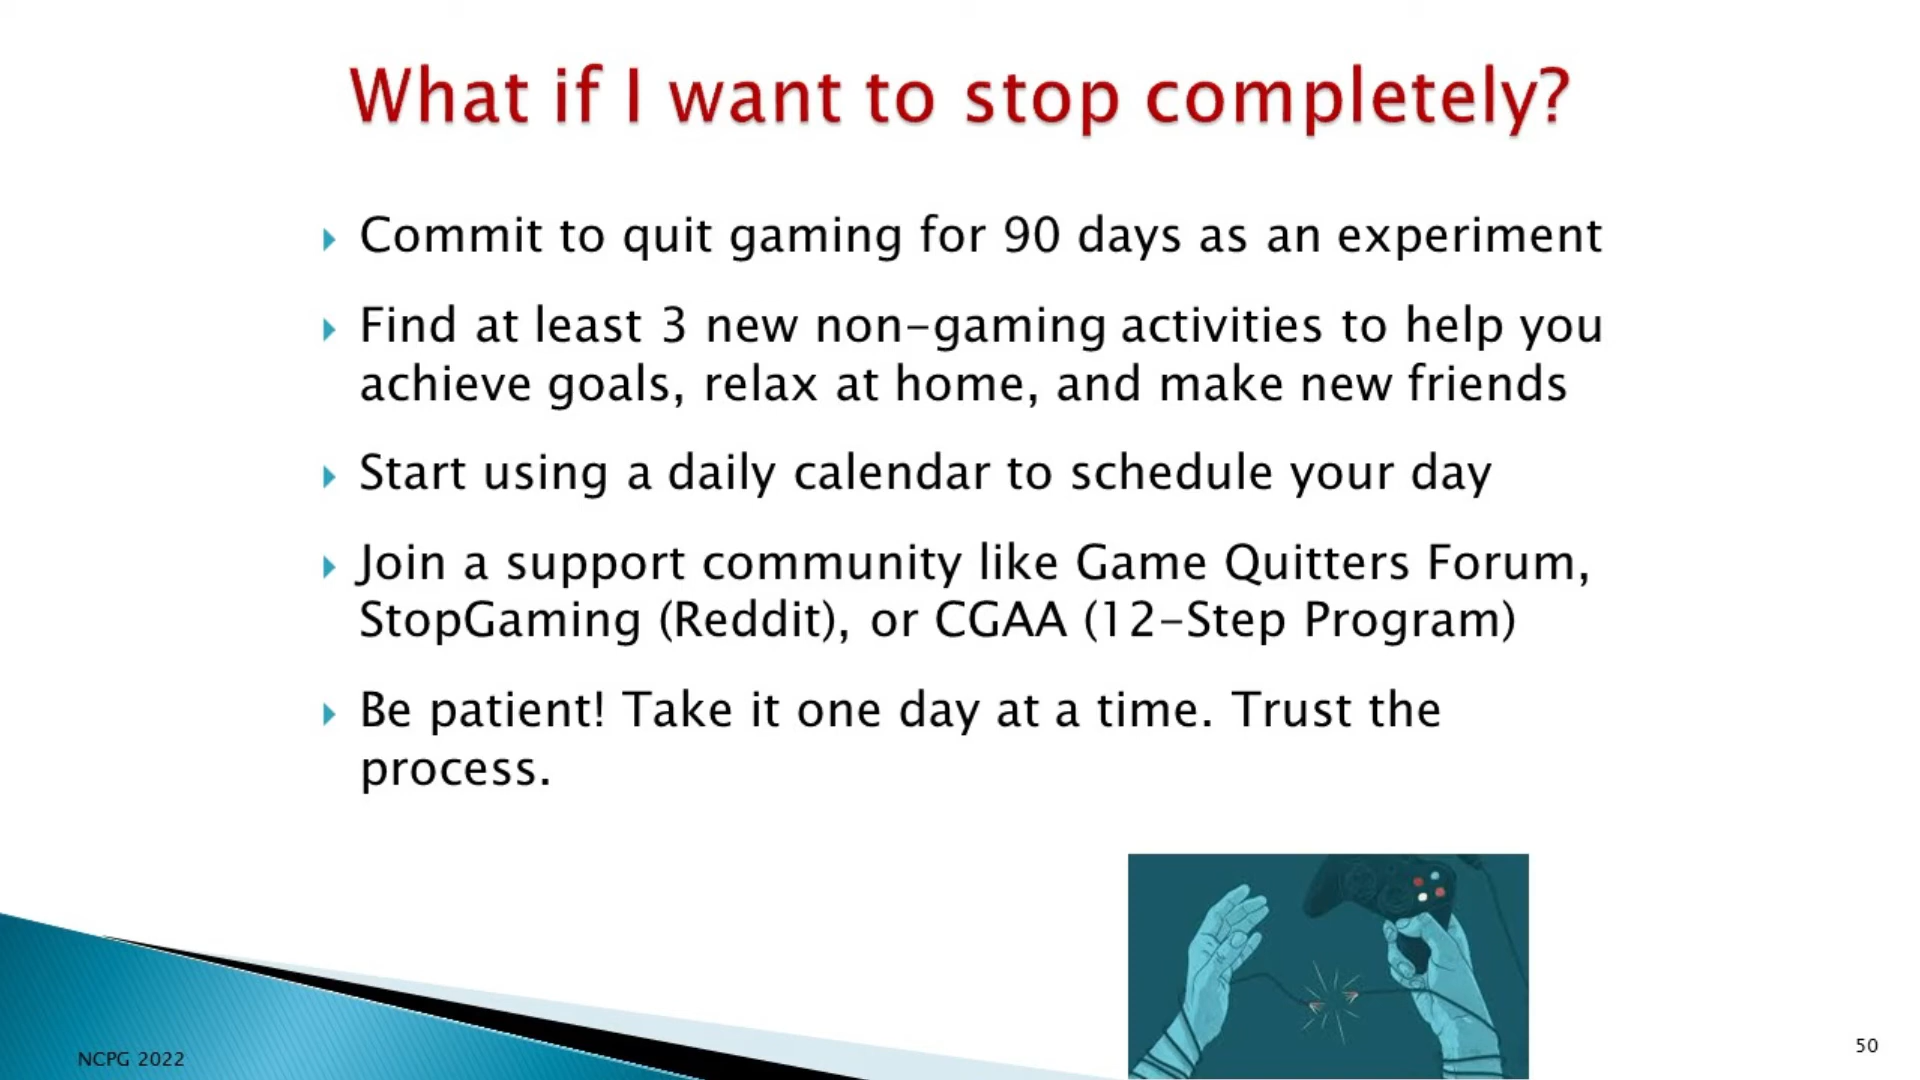 What if I want to stop completely?
Commit to quit gaming for 90 days as an experiment
Find at least 3 new non-gaming activities to help you
achieve goals, relax at home, and make new friends
Start using a daily calendar to schedule your day
Join a support community like Game Quitters Forum,
StopGaming (Reddit), or CGAA (12-Step Program)
Be patient! Take it one day at a time. Trust the
process.
NCPG 2022
50